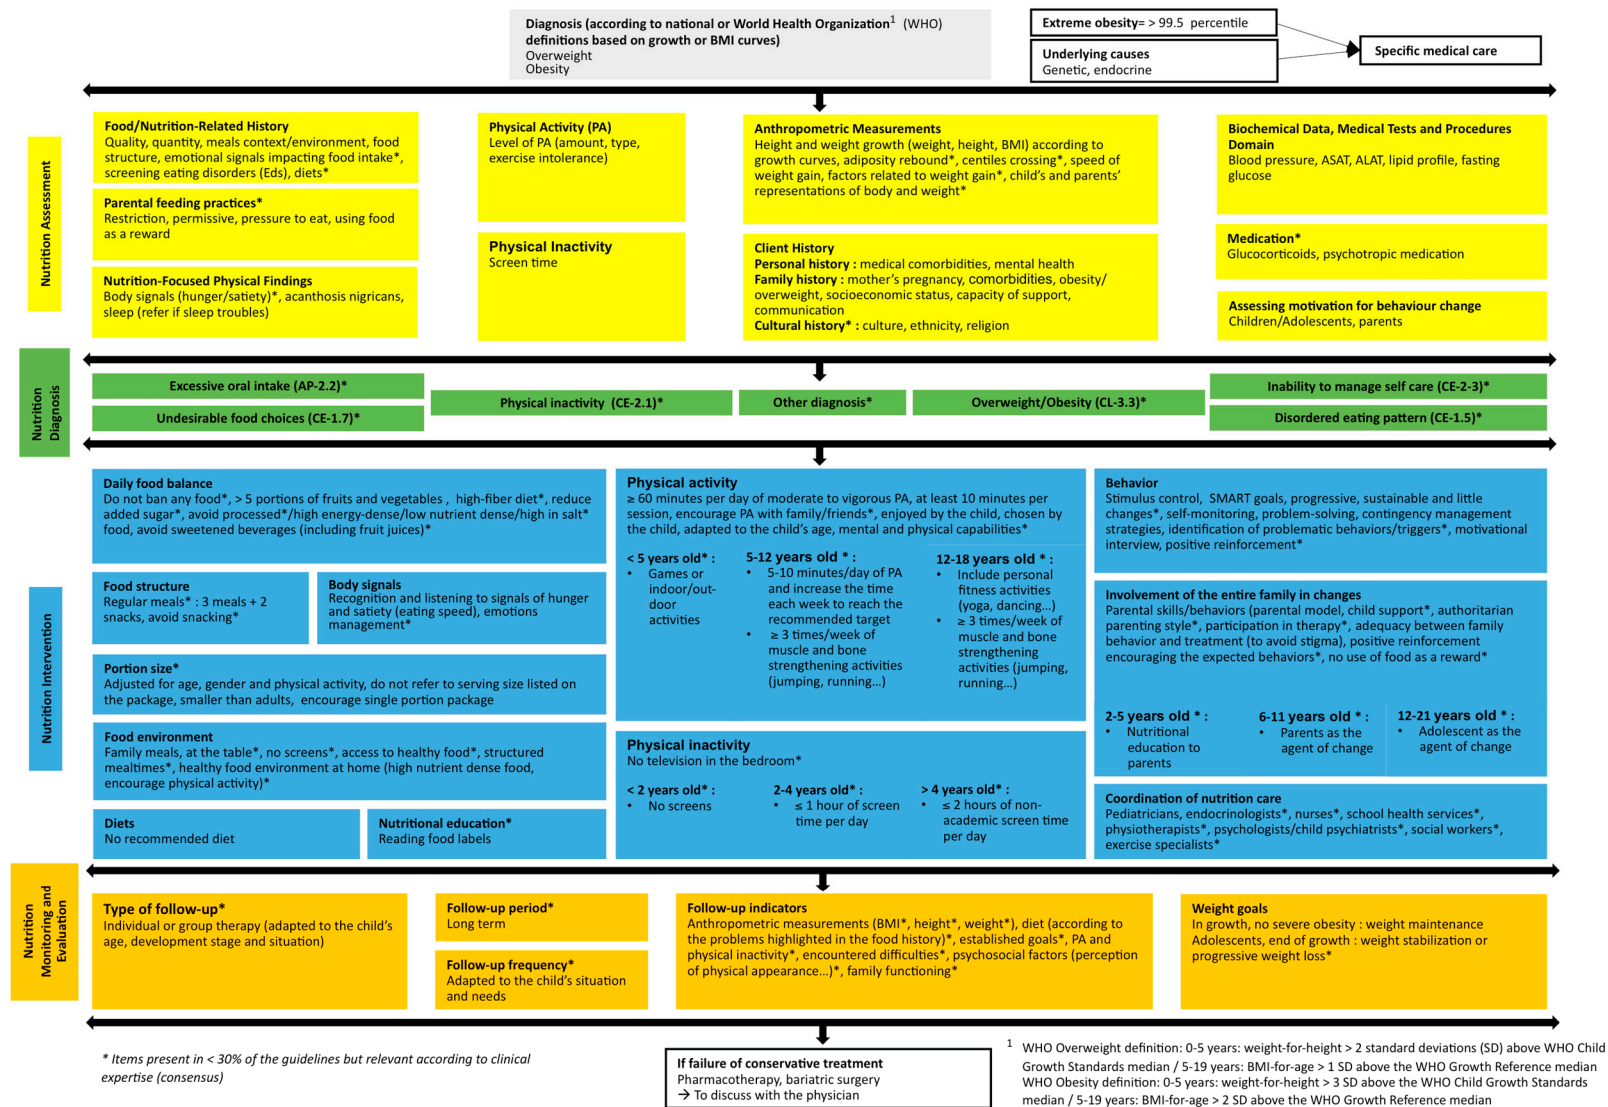 Diagnosis (according to national or World Health Organization1 (WHO)
definitions based on growth or BMI curves)
Overweight
Obesity
Extreme obesity= > 99.5 percentile
Underlying causes
Genetic, endocrine
Specific medical care
Nutrition Assessment
Food/Nutrition-Related History
Quality, quantity, meals context/environment, food
structure, emotional signals impacting food intake*,
screening eating disorders (Eds), diets*
Parental feeding practices*
Restriction, permissive, pressure to eat, using food
as a reward
Nutrition-Focused Physical Findings
Body signals (hunger/satiety)*, acanthosis nigricans,
sleep (refer if sleep troubles)
Physical Activity (PA)
Level of PA (amount, type,
exercise intolerance)
Physical Inactivity
Screen time
Anthropometric Measurements
Height and weight growth (weight, height, BMI) according to
growth curves, adiposity rebound*, centiles crossing*, speed of
weight gain, factors related to weight gain*, child's and parents'
representations of body and weight*
Client History
Personal history : medical comorbidities, mental health
Family history : mother's pregnancy, comorbidities, obesity/
overweight, socioeconomic status, capacity of support,
communication
Cultural history* : culture, ethnicity, religion
Biochemical Data, Medical Tests and Procedures
Domain
Blood pressure, ASAT, ALAT, lipid profile, fasting
glucose
Medication*
Glucocorticoids, psychotropic medication
Assessing motivation for behaviour change
Children/Adolescents, parents
Nutrition
Diagnosis
Excessive oral intake (AP-2.2)*
Undesirable food choices (CE-1.7)*
Physical inactivity (CE-2.1)*
Other diagnosis*
Overweight/Obesity (CL-3.3)*
Inability to manage self care (CE-2-3)*
Disordered eating pattern (CE-1.5)*
Nutrition Intervention
Daily food balance
Do not ban any food*, > 5 portions of fruits and vegetables , high-fiber diet*, reduce
added sugar*, avoid processed*/high energy-dense/low nutrient dense/high in salt*
food, avoid sweetened beverages (including fruit juices)*
Food structure
Regular meals* : 3 meals + 2
snacks, avoid snacking*
Body signals
Recognition and listening to signals of hunger
and satiety (eating speed), emotions
management*
Portion size*
Adjusted for age, gender and physical activity, do not refer to serving size listed on
the package, smaller than adults, encourage single portion package
Food environment
Family meals, at the table*, no screens*, access to healthy food*, structured
mealtimes*, healthy food environment at home (high nutrient dense food,
encourage physical activity)*
Diets
No recommended diet
Nutritional education*
Reading food labels
Physical activity
≥ 60 minutes per day of moderate to vigorous PA, at least 10 minutes per
session, encourage PA with family/friends*, enjoyed by the child, chosen by
the child, adapted to the child's age, mental and physical capabilities*
< 5 years old* :
• Games or
indoor/out-
door
activities
5-12 years old * :
• 5-10 minutes/day of PA
and increase the time
each week to reach the
recommended target
• ≥ 3 times/week of
muscle and bone
strengthening activities
(jumping, running...)
12-18 years old * :
• Include personal
fitness activities
(yoga, dancing...)
• ≥ 3 times/week of
muscle and bone
strengthening
activities (jumping,
running...)
Physical inactivity
No television in the bedroom*
< 2 years old* :
• No screens
2-4 years old* :
• ≤ 1 hour of screen
time per day
> 4 years old* :
• ≤ 2 hours of non-
academic screen time
per day
Behavior
Stimulus control, SMART goals, progressive, sustainable and little
changes*, self-monitoring, problem-solving, contingency management
strategies, identification of problematic behaviors/triggers*, motivational
interview, positive reinforcement*
Involvement of the entire family in changes
Parental skills/behaviors (parental model, child support*, authoritarian
parenting style*, participation in therapy*, adequacy between family
behavior and treatment (to avoid stigma), positive reinforcement
encouraging the expected behaviors*, no use of food as a reward*
2-5 years old * :
• Nutritional
education to
parents
6-11 years old * :
• Parents as the
agent of change
12-21 years old * :
• Adolescent as the
agent of change
Coordination of nutrition care
Pediatricians, endocrinologists*, nurses*, school health services*,
physiotherapists*, psychologists/child psychiatrists*, social workers*,
exercise specialists*
Nutrition
Monitoring and
Evaluation
Type of follow-up*
Individual or group therapy (adapted to the child's
age, development stage and situation)
Follow-up period*
Long term
Follow-up frequency*
Adapted to the child's situation
and needs
Follow-up indicators
Anthropometric measurements (BMI*, height*, weight*), diet (according to
the problems highlighted in the food history)*, established goals*, PA and
physical inactivity*, encountered difficulties*, psychosocial factors (perception
of physical appearance...)*, family functioning*
Weight goals
In growth, no severe obesity : weight maintenance
Adolescents, end of growth : weight stabilization or
progressive weight loss*
* Items present in < 30% of the guidelines but relevant according to clinical
expertise (consensus)
If failure of conservative treatment
Pharmacotherapy, bariatric surgery
→ To discuss with the physician
1 WHO Overweight definition: 0-5 years: weight-for-height > 2 standard deviations (SD) above WHO Child
Growth Standards median / 5-19 years: BMI-for-age > 1 SD above the WHO Growth Reference median
WHO Obesity definition: 0-5 years: weight-for-height > 3 SD above the WHO Child Growth Standards
median / 5-19 years: BMI-for-age > 2 SD above the WHO Growth Reference median